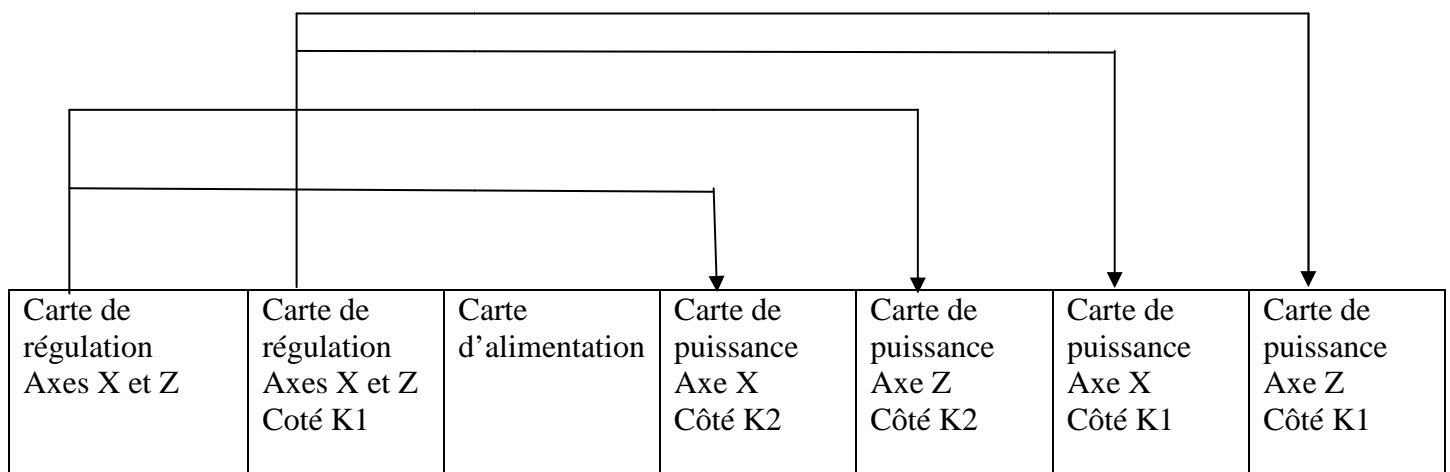 Carte de
régulation
Axes X et Z
Carte de
régulation
Axes X et Z
Coté K1
Carte
d’alimentation
Carte de
puissance
Axe X
Côté K2
Carte de
puissance
Axe Z
Côté K2
Carte de
puissance
Axe X
Côté K1
Carte de
puissance
Axe Z
Côté K1